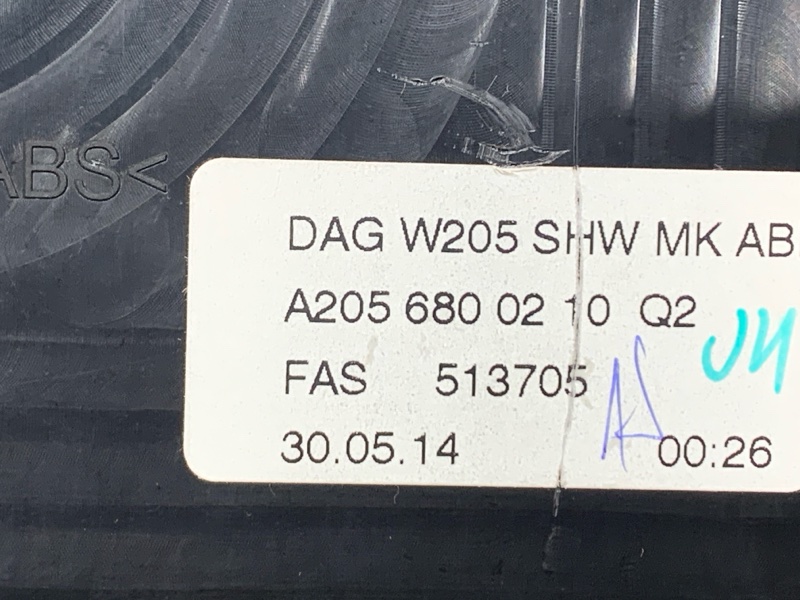 ABS<
DAG W205 SHW MK AB
A205 680 02 10 Q2
FAS 513705
30.05.14 00:26